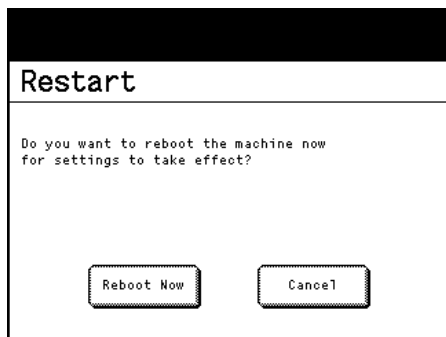 Restart
Do you want to reboot the machine now
for settings to take effect?
Reboot Now
Cancel